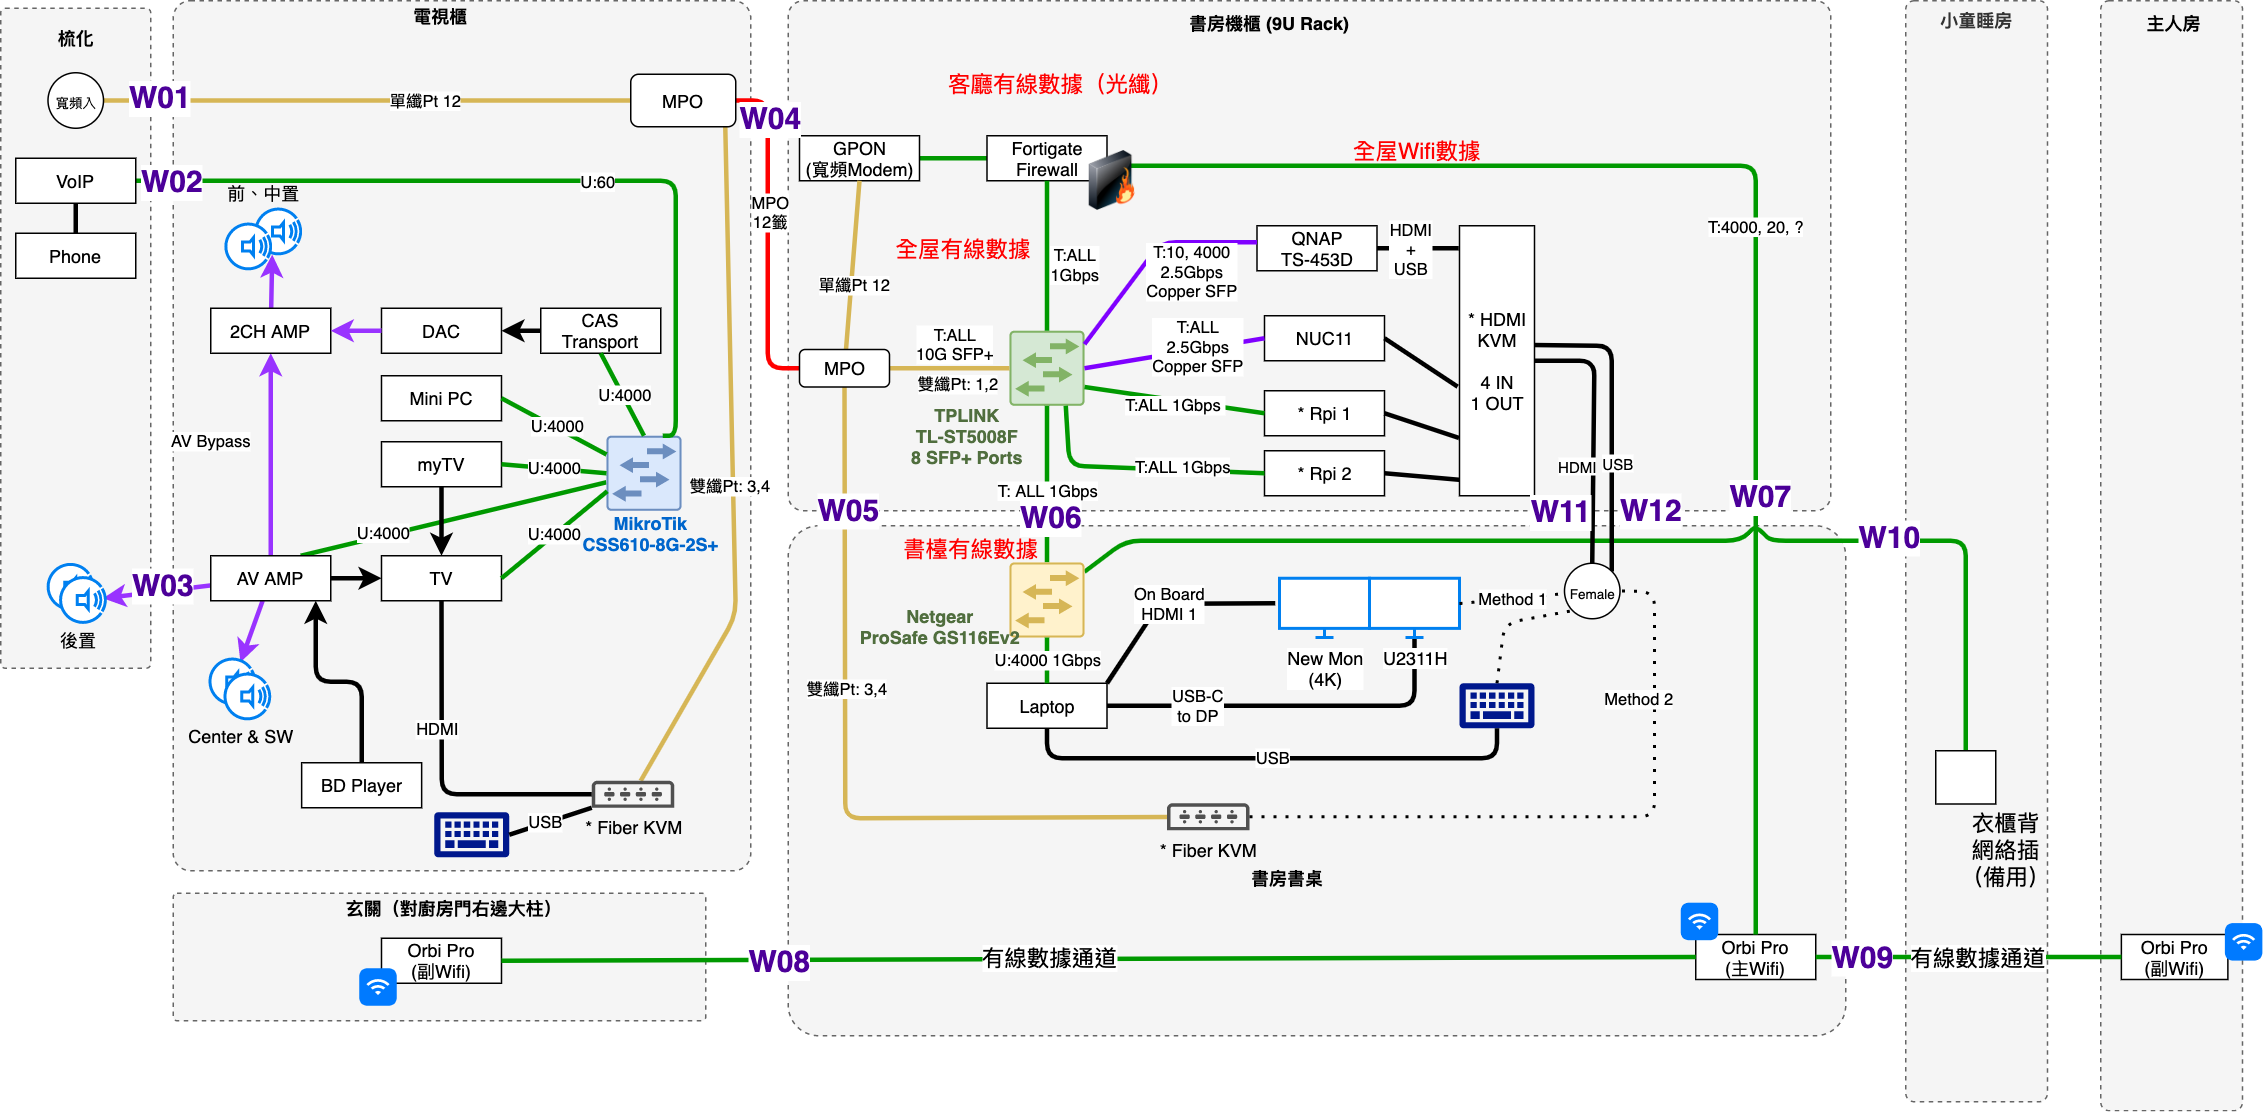 梳化
寬頻入
W01
VoIP
W02
Phone
W03
後置
電視櫃
單纖Pt 12
MPO
U:60
前、中置
2CH AMP
DAC
CAS
Transport
Mini PC
U:4000
U:4000
myTV
U:4000
AV Bypass
雙纖Pt: 3,4
MikroTik
CSS610-8G-2S+
U:4000
U:4000
AV AMP
TV
Center & SW
HDMI
BD Player
USB
* Fiber KVM
玄關（對廚房門右邊大柱）
Orbi Pro
(副Wifi)
W04
MPO
12籤
書房機櫃 (9U Rack)
客廳有線數據（光纖）
GPON
(寬頻Modem)
Fortigate
Firewall
全屋Wifi數據
T:4000, 20, ?
全屋有線數據
T:ALL
1Gbps
單纖Pt 12
T:10, 4000
2.5Gbps
Copper SFP
QNAP
TS-453D
HDMI
+
USB
T:ALL
10G SFP+
MPO
雙纖Pt: 1,2
T:ALL
2.5Gbps
Copper SFP
NUC11
* HDMI
KVM
4 IN
1 OUT
TPLINK
TL-ST5008F
8 SFP+ Ports
T:ALL 1Gbps
* Rpi 1
T:ALL 1Gbps
* Rpi 2
HDMI
USB
T: ALL 1Gbps
W05
W06
W11
W12
W07
W10
書檯有線數據
Netgear
ProSafe GS116Ev2
On Board
HDMI 1
Method 1
Female
New Mon
(4K)
U2311H
U:4000 1Gbps
雙纖Pt: 3,4
Laptop
USB-C
to DP
Method 2
USB
* Fiber KVM
書房書桌
W08
有線數據通道
Orbi Pro
(主Wifi)
W09
有線數據通道
小童睡房
衣櫃背
網絡插
（備用）
主人房
Orbi Pro
(副Wifi)